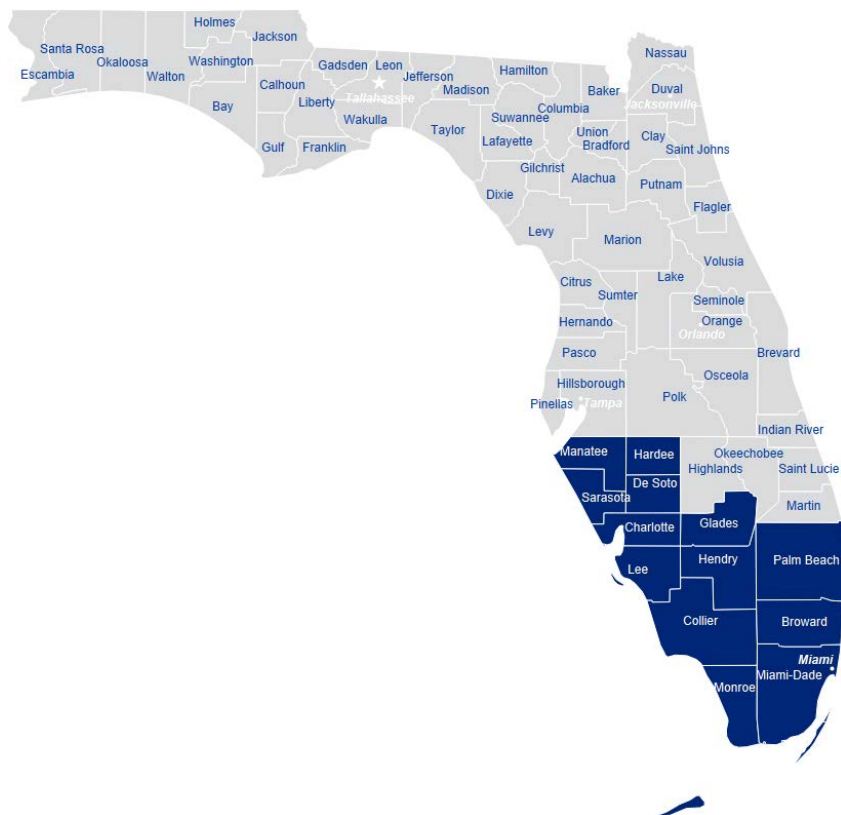 Holmes
Jackson
Santa Rosa
Okaloosa
Washington
Escambia
Walton
Calhoun
Bay
Liberty
Gulf
Franklin
Gadsden
Leon
Jefferson
Madison
Tallahassee
Wakulla
Taylor
Hamilton
Suwannee
Columbia
Lafayette
Baker
Nassau
Duval
Jacksonville
Union
Bradford
Clay
Saint Johns
Gilchrist
Alachua
Putnam
Dixie
Flagler
Levy
Marion
Volusia
Lake
Citrus
Sumter
Seminole
Hernando
Orange
Orlando
Pasco
Brevard
Osceola
Hillsborough
Polk
Pinellas
Tampa
Indian River
Manatee
Hardee
Okeechobee
Highlands
Saint Lucie
De Soto
Sarasota
Martin
Charlotte
Glades
Lee
Hendry
Palm Beach
Collier
Broward
Miami
Miami-Dade
Monroe